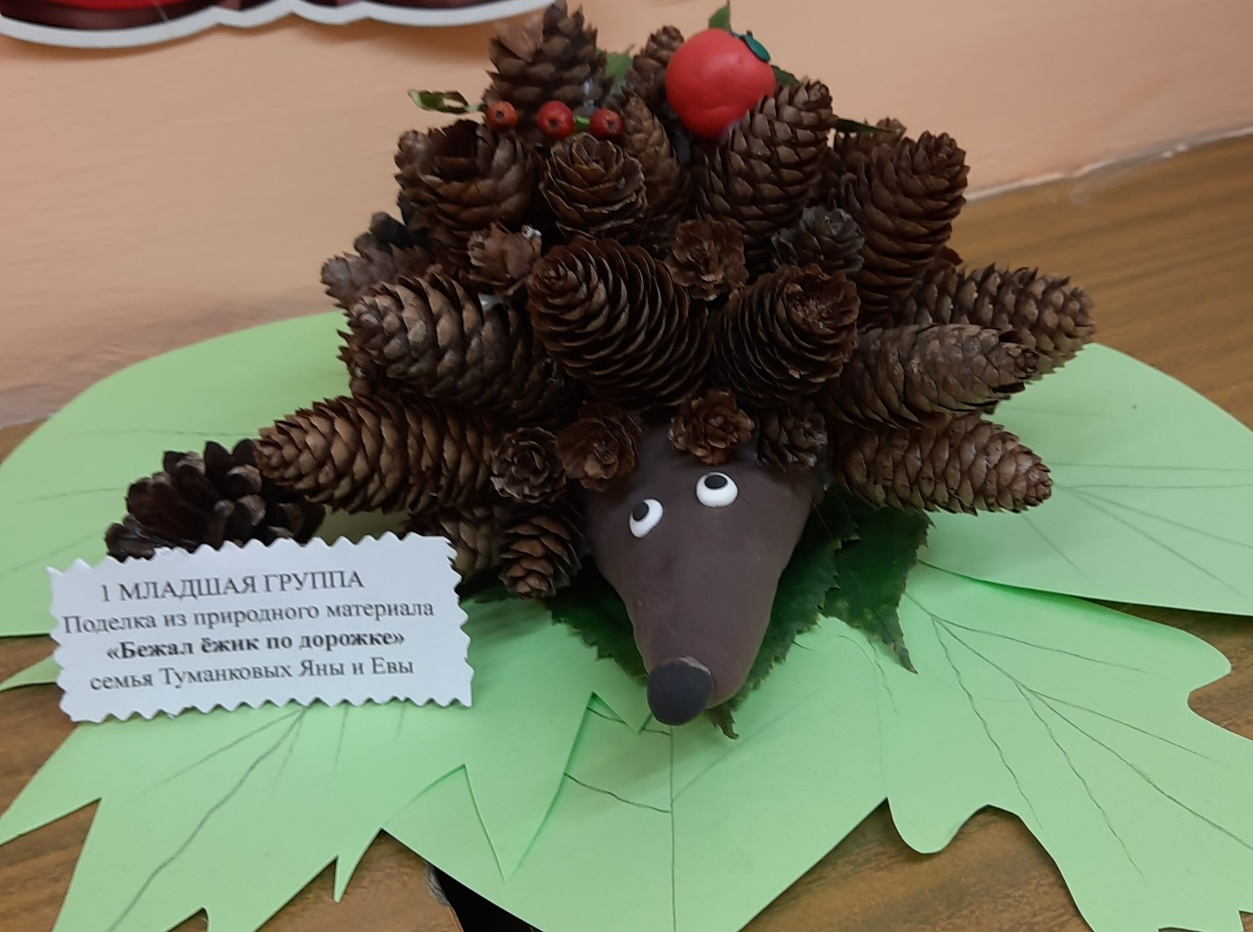 1 МЛАДШАЯ ГРУППА
Поделка из природного материала
«Бежал ёжик по дорожке»
семья Туманковых Яны и Евы